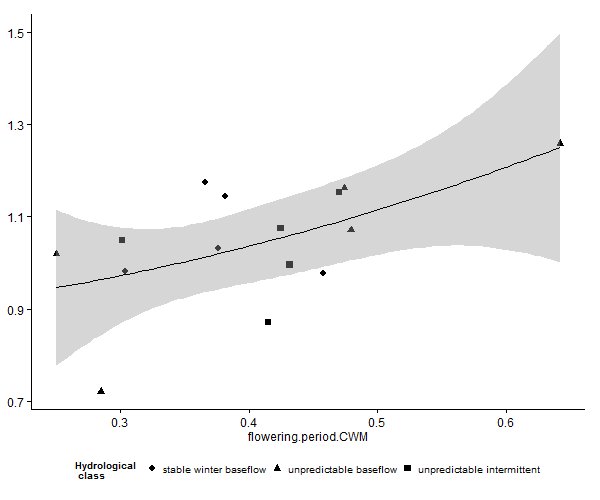 1.5
1.3
1.1
0.9
0.7
0.3 0.4 0.5 0.6
flowering.period.CWM
Hydrological
class
stable winter baseflow unpredictable baseflow unpredictable intermittent